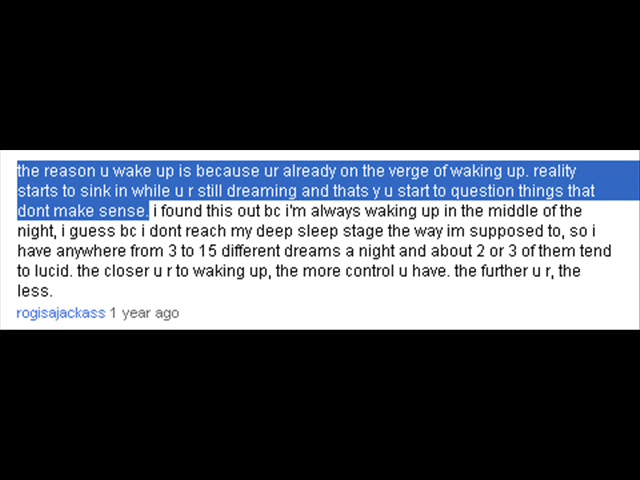 the reason u wake up is because ur already on the verge of waking up. reality
starts to sink in while u r still dreaming and thats y u start to question things that
dont make sense. i found this out bc i'm always waking up in the middle of the
night, i guess bc i dont reach my deep sleep stage the way im supposed to, so i
have anywhere from 3 to 15 different dreams a night and about 2 or 3 of them tend
to lucid. the closer u r to waking up, the more control u have. the further u r, the
less.
rogisajackass 1 year ago